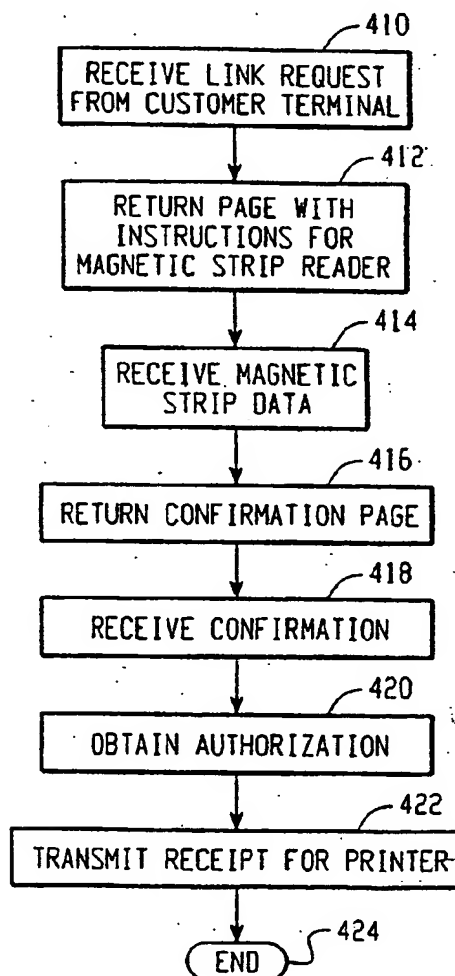 410
RECEIVE LINK REQUEST
FROM CUSTOMER TERMINAL
412
RETURN PAGE WITH
INSTRUCTIONS FOR
MAGNETIC STRIP READER
414
RECEIVE MAGNETIC
STRIP DATA
416
RETURN CONFIRMATION PAGE
418
RECEIVE CONFIRMATION
420
OBTAIN AUTHORIZATION
422
TRANSMIT RECEIPT FOR PRINTER
END
424